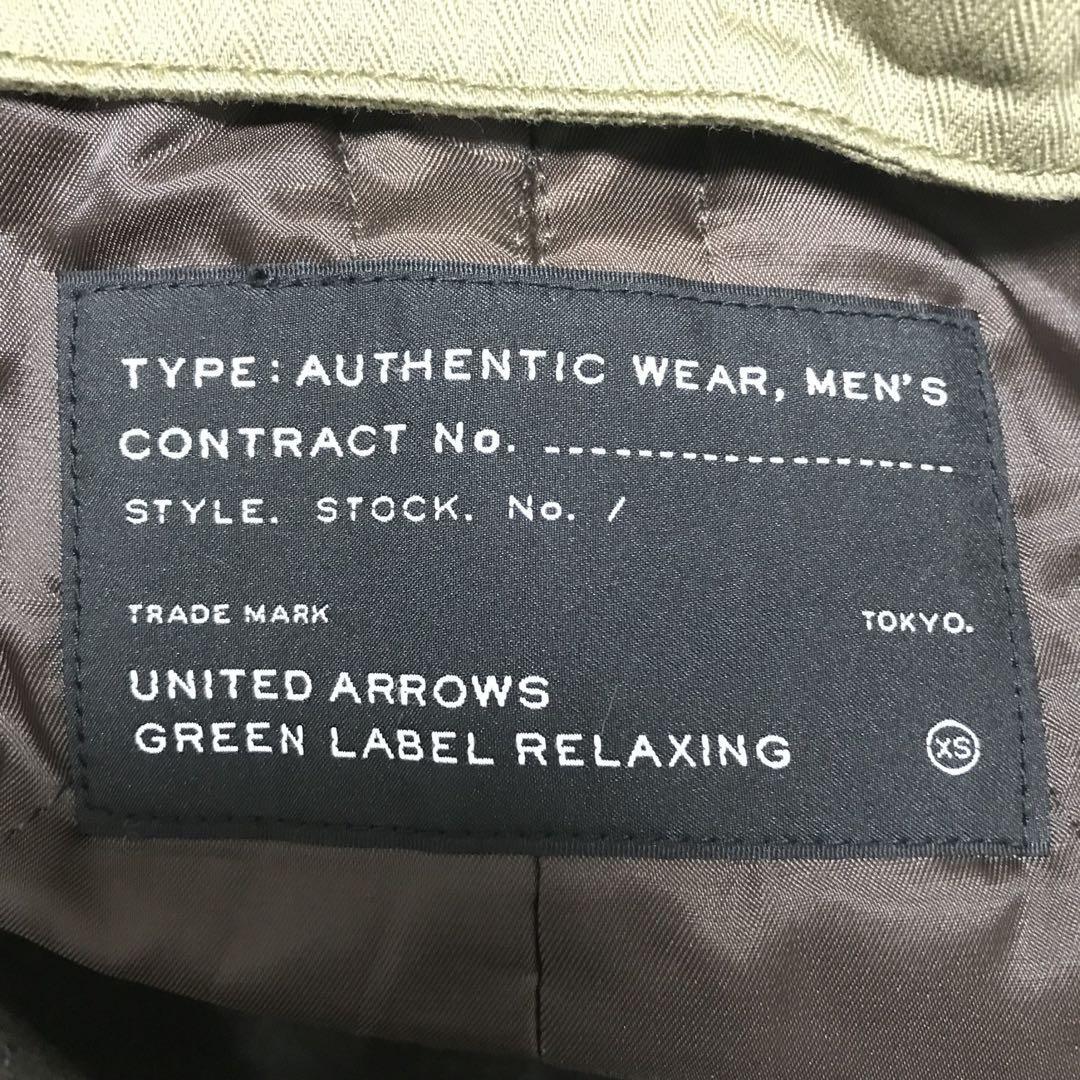 TYPE: AUTHENTIC WEAR, MEN'S
CONTRACT No. -------------------
STYLE. STOCK. No. /
TRADE MARK TOKYO.
UNITED ARROWS
GREEN LABEL RELAXING XS